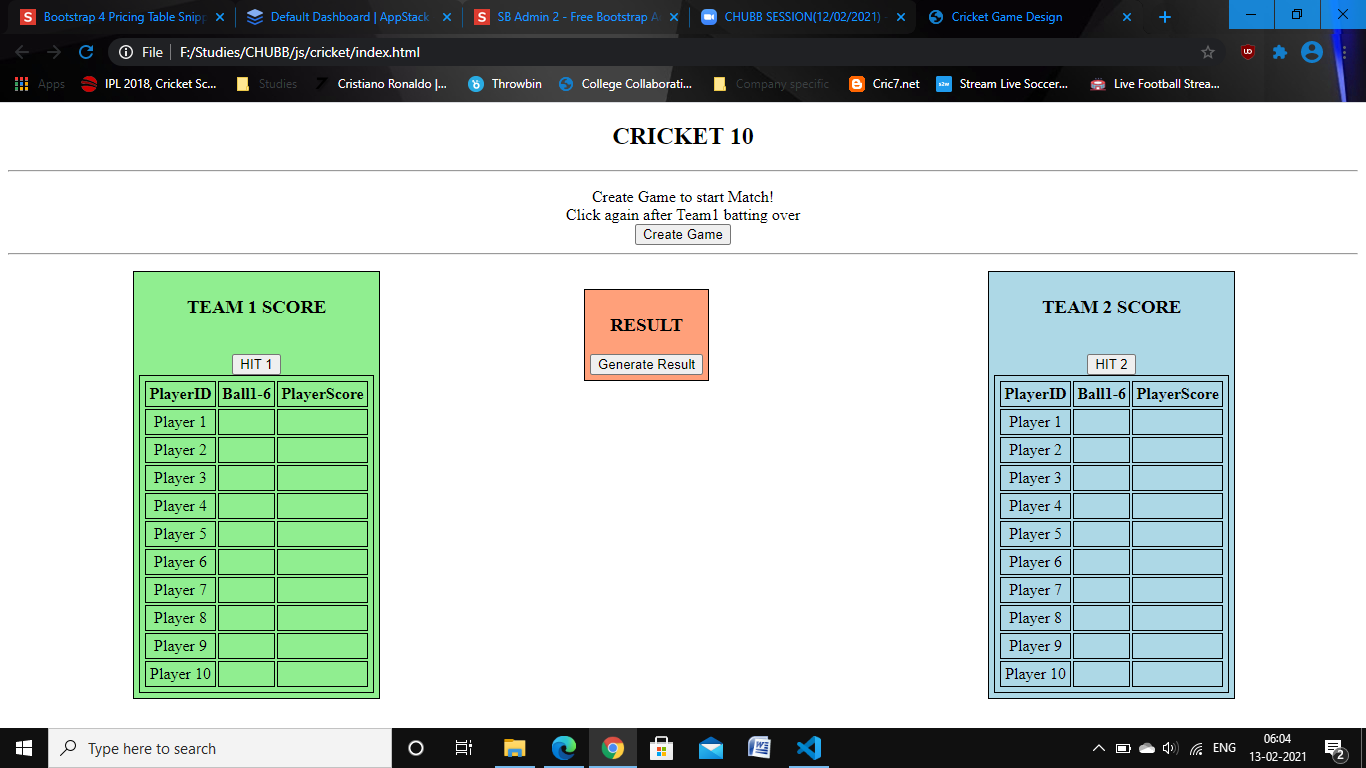 Bootstrap 4 Pricing Table Snipp
Default Dashboard | AppStack
SB Admin 2 - Free Bootstrap A
CHUBB SESSION(12/02/2021) -
Cricket Game Design
File
F:/Studies/CHUBB/js/cricket/index.html
Apps
IPL 2018, Cricket Sc...
Studies
Cristiano Ronaldo |...
Throwbin
College Collaborati...
Company specific
Cric7.net
Stream Live Soccer...
Live Football Strea...
CRICKET 10
Create Game to start Match!
Click again after Team1 batting over
Create Game
TEAM 1 SCORE
HIT 1
PlayerID Ball1-6 PlayerScore
Player 1
Player 2
Player 3
Player 4
Player 5
Player 6
Player 7
Player 8
Player 9
Player 10
RESULT
Generate Result
TEAM 2 SCORE
HIT 2
PlayerID Ball1-6 PlayerScore
Player 1
Player 2
Player 3
Player 4
Player 5
Player 6
Player 7
Player 8
Player 9
Player 10
Type here to search
ENG
06:04
13-02-2021
2